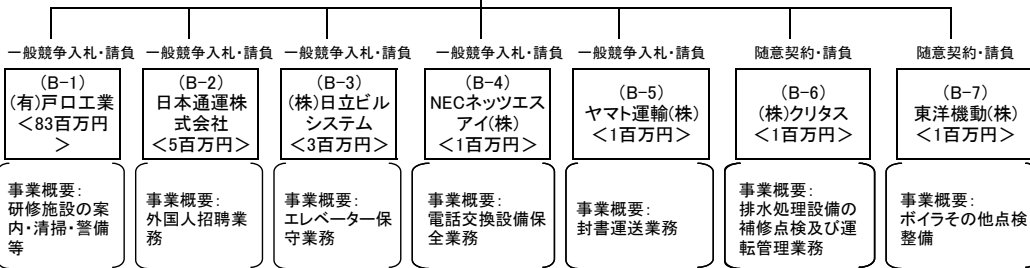 一般競争入札・請負
一般競争入札・請負
一般競争入札・請負
一般競争入札・請負
一般競争入札・請負
随意契約・請負
随意契約・請負
(B-1)
(有)戸口工業
<83百万円
>
(B-2)
日本通運株
式会社
<5百万円>
(B-3)
(株)日立ビル
システム
<3百万円>
(B-4)
NECネッツエス
アイ(株)
<1百万円>
(B-5)
ヤマト運輸(株)
<1百万円>
(B-6)
(株)クリタス
<1百万円>
(B-7)
東洋機動(株)
<1百万円>
事業概要:
研修施設の案
内・清掃・警備
等
事業概要:
外国人招聘業
務
事業概要:
エレベーター保
守業務
事業概要:
電話交換設備保
全業務
事業概要:
封書運送業務
事業概要:
排水処理設備の
補修点検及び運
転管理業務
事業概要:
ボイラその他点検
整備